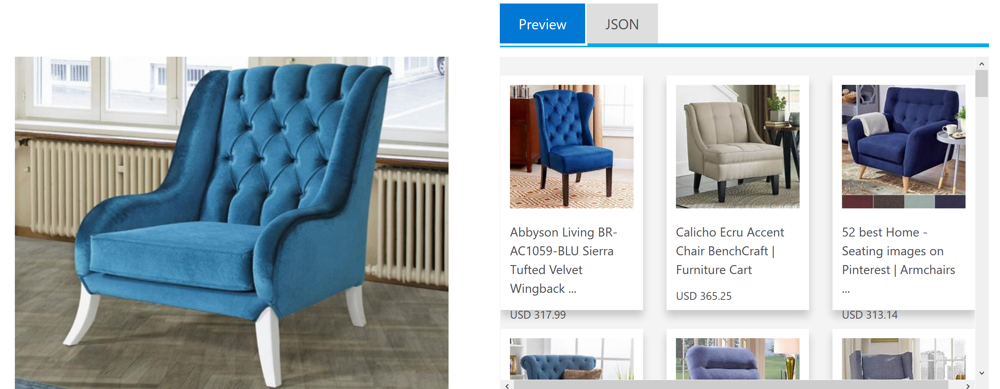 Preview
JSON
Abbyson Living BR-
AC1059-BLU Sierra
Tufted Velvet
Wingback ...
USD 317.99
Calicho Ecru Accent
Chair BenchCraft |
Furniture Cart
USD 365.25
52 best Home -
Seating images on
Pinterest | Armchairs
...
USD 313.14